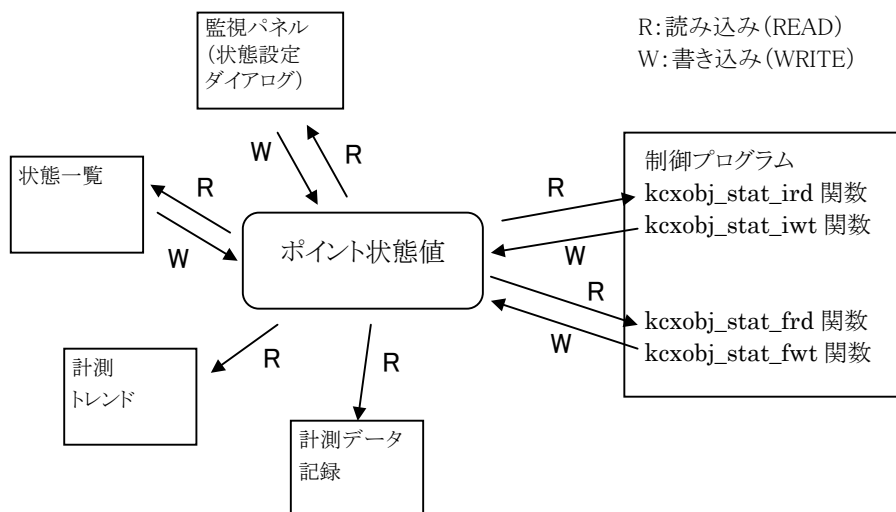 監視パネル
(状態設定
ダイアログ)
R:読み込み(READ)
W:書き込み(WRITE)
W
R
状態一覧
R
W
ポイント状態値
R
W
R
W
制御プログラム
kcxobj_stat_ird 関数
kcxobj_stat_iwt 関数
kcxobj_stat_frd 関数
kcxobj_stat_fwt 関数
R
R
計測
トレンド
計測データ
記録